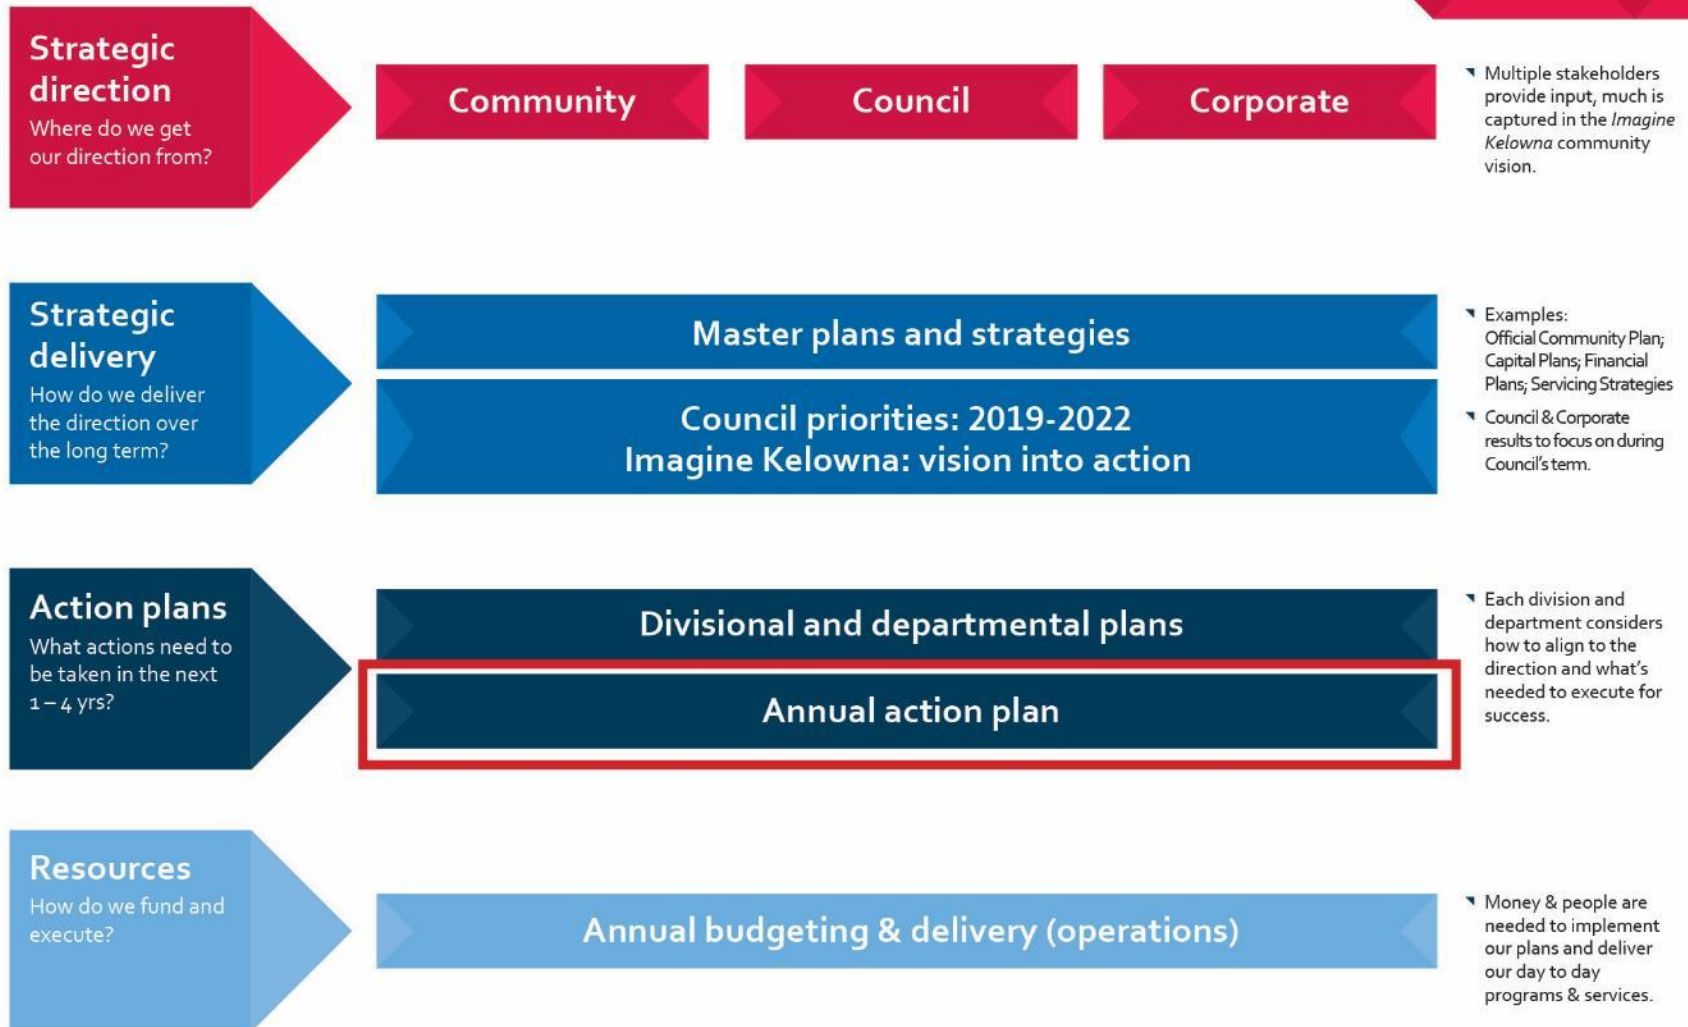 Strategic
direction
Where do we get
our direction from?
Community
Council
Corporate
Multiple stakeholders
provide input, much is
captured in the Imagine
Kelowna community
vision.
Strategic
delivery
How do we deliver
the direction over
the long term?
Master plans and strategies
Council priorities: 2019-2022
Imagine Kelowna: vision into action
Examples:
Official Community Plan;
Capital Plans; Financial
Plans; Servicing Strategies
Council & Corporate
results to focus on during
Council's term.
Action plans
What actions need to
be taken in the next
1 – 4 yrs?
Divisional and departmental plans
Annual action plan
Each division and
department considers
how to align to the
direction and what's
needed to execute for
success.
Resources
How do we fund and
execute?
Annual budgeting & delivery (operations)
Money & people are
needed to implement
our plans and deliver
our day to day
programs & services.